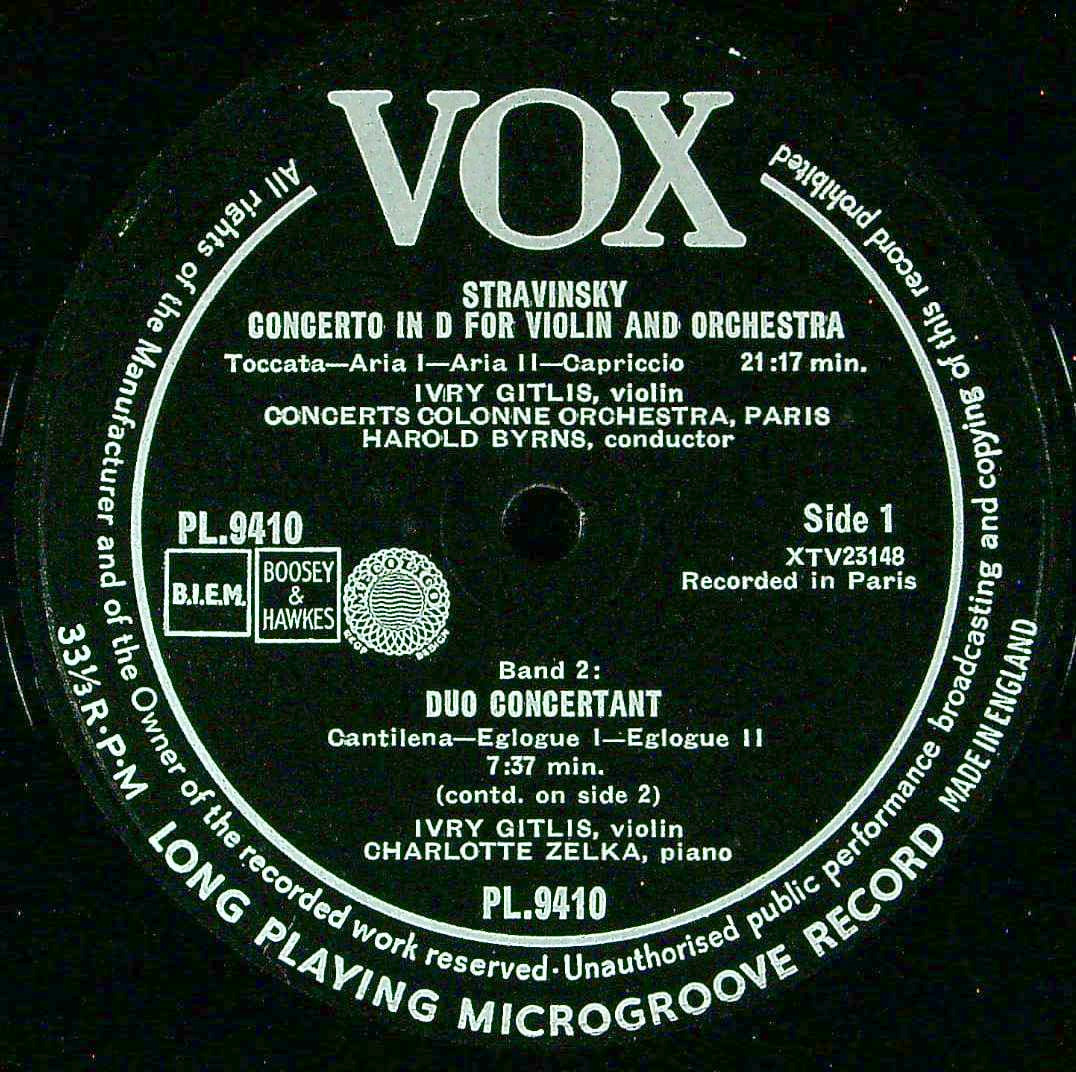 VOX
STRAVINSKY
CONCERTO IN D FOR VIOLIN AND ORCHESTRA
Toccata—Aria I—Aria II—Capriccio 21:17 min.
IVRY GITLIS, violin
CONCERTS COLONNE ORCHESTRA, PARIS
HAROLD BYRNS, conductor
PL.9410
Side 1
XTV23148
Recorded in Paris
B.I.E.M.
BOOSEY
&
HAWKES
Band 2:
DUO CONCERTANT
Cantilena—Eglogue I—Eglogue II
7:37 min.
(contd. on side 2)
IVRY GITLIS, violin
CHARLOTTE ZELKA, piano
PL.9410
All rights of the Manufacturer and of the Owner of the recorded work reserved·Unauthorised public performance broadcasting and copying of this record prohibited
33⅓ R·P·M LONG PLAYING MICROGROOVE RECORD MADE IN ENGLAND